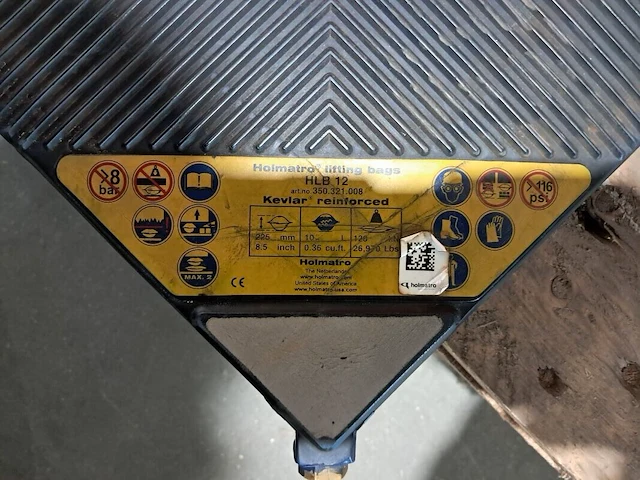 Holmatro® lifting bags
HLB 12
art.no 350.321.008
Kevlar® reinforced
>8 bar
>116 psi
225 mm
8.5 inch
10 L
0.36 cu.ft.
26,970 Lbs
MAX. 2
Holmatro
The Netherlands
www.holmatro.com
United States of America
www.holmatro-usa.com
CE
holmatro